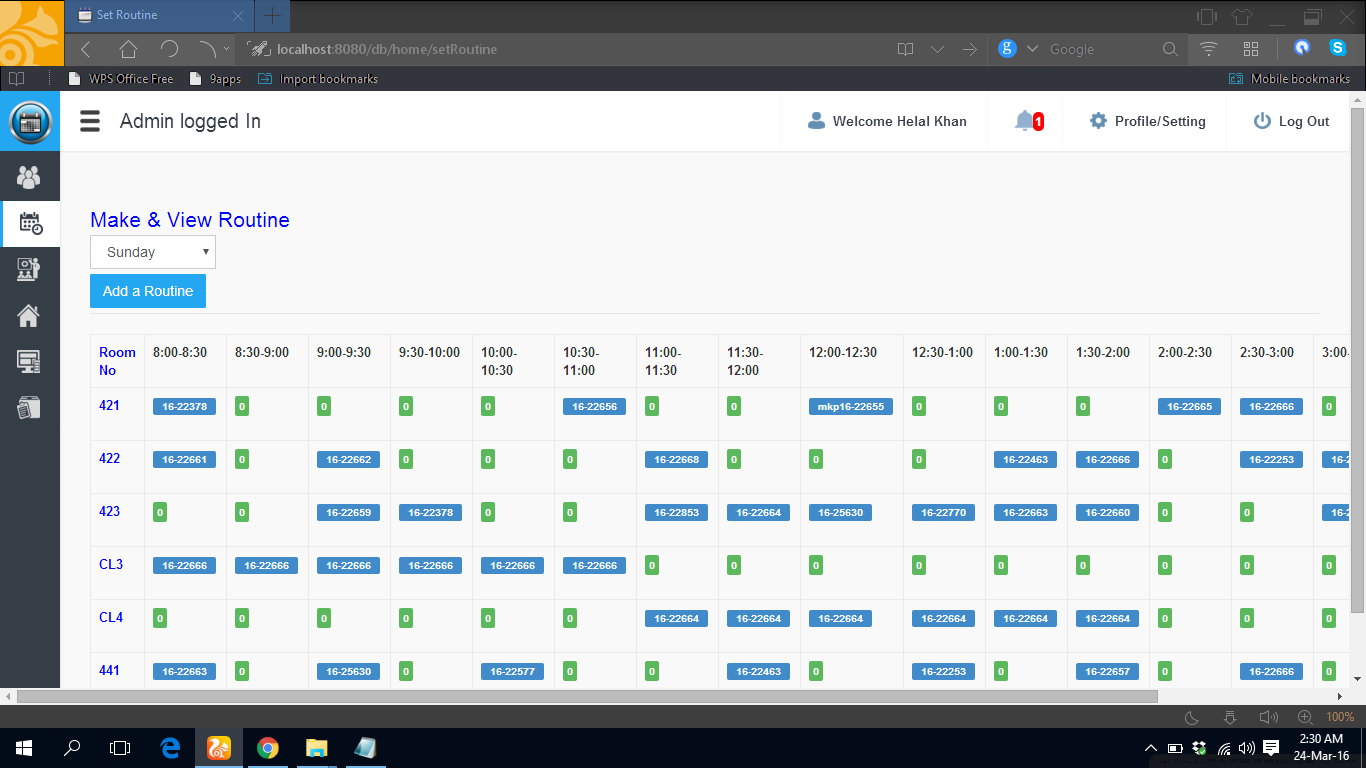 Set Routine
localhost:8080/db/home/setRoutine
g Google
WPS Office Free 9apps Import bookmarks Mobile bookmarks
Admin logged In Welcome Helal Khan 1 Profile/Setting Log Out
Make & View Routine
Sunday
Add a Routine
Room No 8:00-8:30 8:30-9:00 9:00-9:30 9:30-10:00 10:00-10:30 10:30-11:00 11:00-11:30 11:30-12:00 12:00-12:30 12:30-1:00 1:00-1:30 1:30-2:00 2:00-2:30 2:30-3:00 3:00-
421 16-22378 0 0 0 0 16-22656 0 0 mkp16-22655 0 0 0 16-22665 16-22666 0
422 16-22661 0 16-22662 0 0 0 16-22668 0 0 0 16-22463 16-22666 0 16-22253 16-2
423 0 0 16-22659 16-22378 0 0 16-22853 16-22664 16-25630 16-22770 16-22663 16-22660 0 0 16-2
CL3 16-22666 16-22666 16-22666 16-22666 16-22666 16-22666 0 0 0 0 0 0 0 0 0
CL4 0 0 0 0 0 0 16-22664 16-22664 16-22664 16-22664 16-22664 16-22664 0 0 0
441 16-22663 0 16-25630 0 16-22577 0 0 16-22463 0 16-22253 0 16-22657 0 16-22666 0
100%
2:30 AM
24-Mar-16